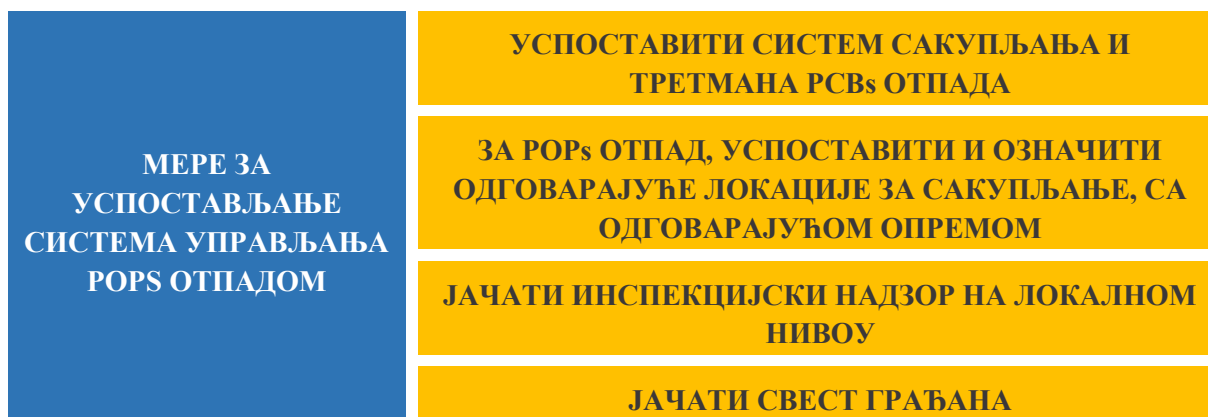 МЕРЕ ЗА
УСПОСТАВЉАЊЕ
СИСТЕМА УПРАВЉАЊА
POPS ОТПАДОМ
УСПОСТАВИТИ СИСТЕМ САКУПЉАЊА И
ТРЕТМАНА PCBs ОТПАДА
ЗА POPs ОТПАД, УСПОСТАВИТИ И ОЗНАЧИТИ
ОДГОВАРАЈУЋЕ ЛОКАЦИЈЕ ЗА САКУПЉАЊЕ, СА
ОДГОВАРАЈУЋОМ ОПРЕМОМ
ЈАЧАТИ ИНСПЕКЦИЈСКИ НАДЗОР НА ЛОКАЛНОМ
НИВОУ
ЈАЧАТИ СВЕСТ ГРАЂАНА